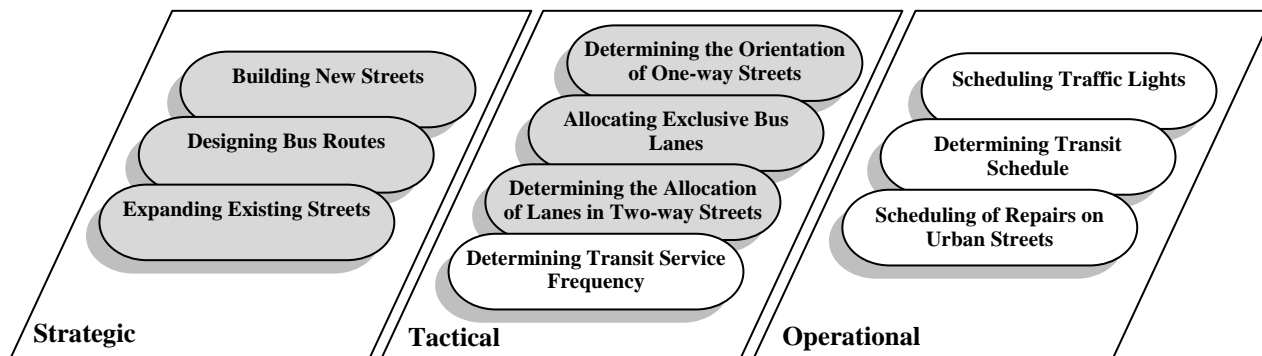 Building New Streets
Designing Bus Routes
Expanding Existing Streets
Strategic
Determining the Orientation
of One-way Streets
Allocating Exclusive Bus
Lanes
Determining the Allocation
of Lanes in Two-way Streets
Determining Transit Service
Frequency
Tactical
Scheduling Traffic Lights
Determining Transit
Schedule
Scheduling of Repairs on
Urban Streets
Operational